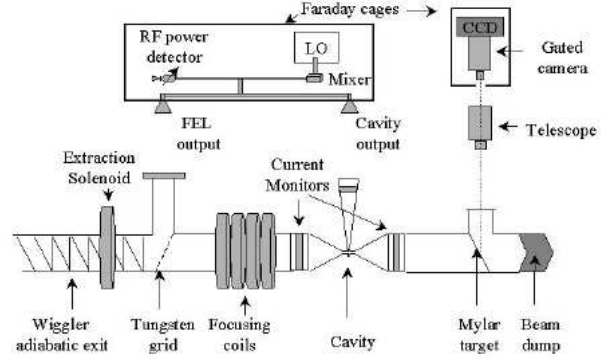 Faraday cages
CCD
RF power
detector
LO
Gated
camera
Mixer
FEL
output
Cavity
output
Telescope
Extraction
Solenoid
Current
Monitors
Wiggler
adiabatic exit
Tungsten
grid
Focusing
coils
Cavity
Mylar
target
Beam
dump